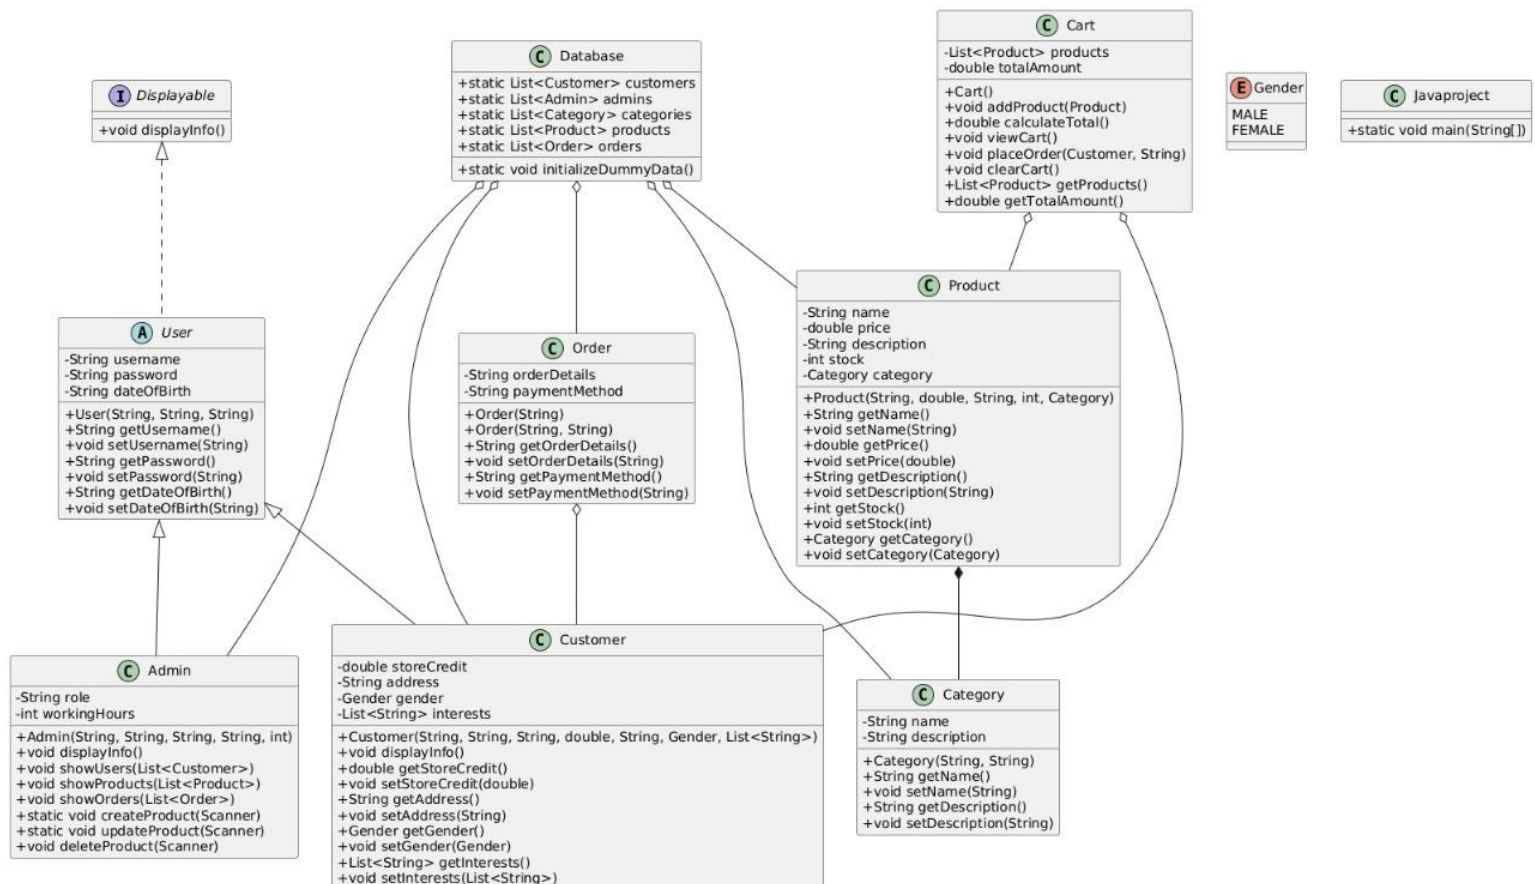 I Displayable
+void displayInfo()
C Database
+static List<Customer> customers
+static List<Admin> admins
+static List<Category> categories
+static List<Product> products
+static List<Order> orders
+static void initializeDummyData()
C Cart
-List<Product> products
-double totalAmount
+Cart()
+void addProduct(Product)
+double calculateTotal()
+void viewCart()
+void placeOrder(Customer, String)
+void clearCart()
+List<Product> getProducts()
+double getTotalAmount()
E Gender
MALE
FEMALE
C Javaproject
+static void main(String[])
A User
-String username
-String password
-String dateOfBirth
+User(String, String, String)
+String getUsername()
+void setUsername(String)
+String getPassword()
+void setPassword(String)
+String getDateOfBirth()
+void setDateOfBirth(String)
C Order
-String orderDetails
-String paymentMethod
+Order(String)
+Order(String, String)
+String getOrderDetails()
+void setOrderDetails(String)
+String getPaymentMethod()
+void setPaymentMethod(String)
C Product
-String name
-double price
-String description
-int stock
-Category category
+Product(String, double, String, int, Category)
+String getName()
+void setName(String)
+double getPrice()
+void setPrice(double)
+String getDescription()
+void setDescription(String)
+int getStock()
+void setStock(int)
+Category getCategory()
+void setCategory(Category)
C Admin
-String role
-int workingHours
+Admin(String, String, String, String, int)
+void displayInfo()
+void showUsers(List<Customer>)
+void showProducts(List<Product>)
+void showOrders(List<Order>)
+static void createProduct(Scanner)
+static void updateProduct(Scanner)
+void deleteProduct(Scanner)
C Customer
-double storeCredit
-String address
-Gender gender
-List<String> interests
+Customer(String, String, String, double, String, Gender, List<String>)
+void displayInfo()
+double getStoreCredit()
+void setStoreCredit(double)
+String getAddress()
+void setAddress(String)
+Gender getGender()
+void setGender(Gender)
+List<String> getInterests()
+void setInterests(List<String>)
C Category
-String name
-String description
+Category(String, String)
+String getName()
+void setName(String)
+String getDescription()
+void setDescription(String)